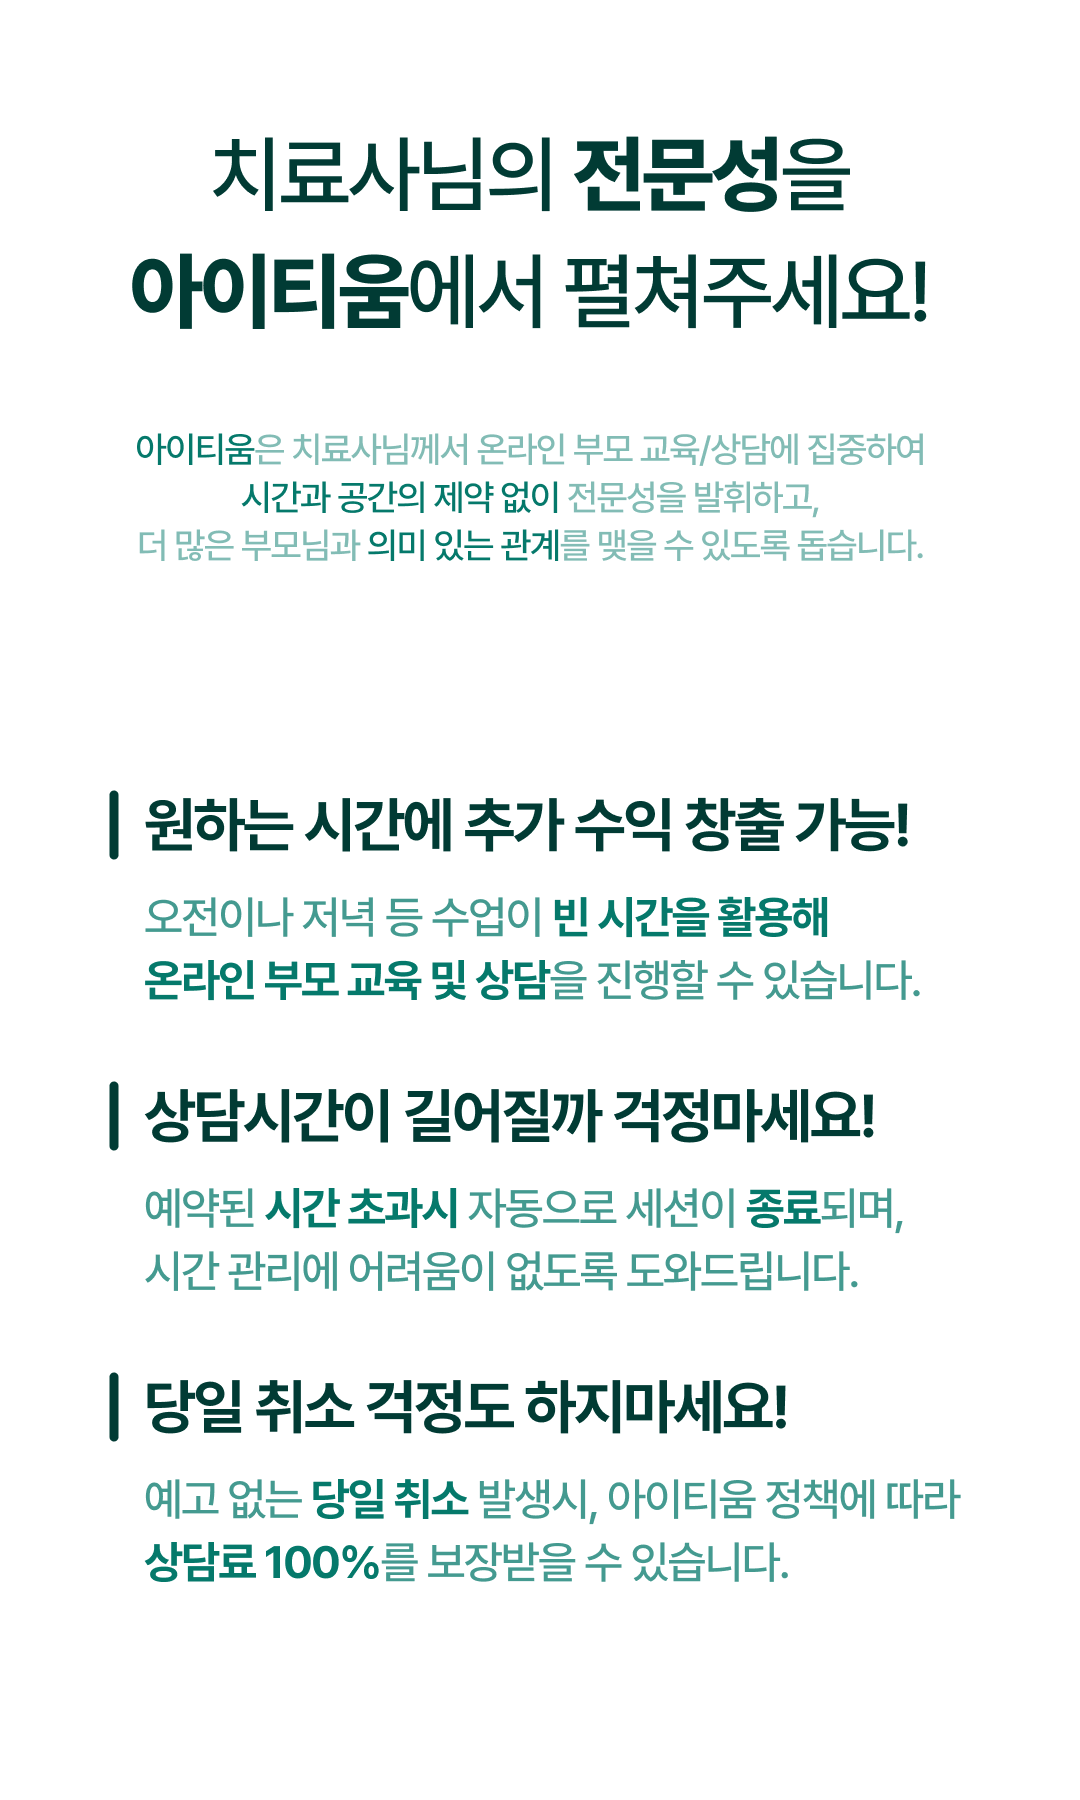 치료사님의 전문성을
아이티움에서 펼쳐주세요!
아이티움은 치료사님께서 온라인 부모 교육/상담에 집중하여
시간과 공간의 제약 없이 전문성을 발휘하고,
더 많은 부모님과 의미 있는 관계를 맺을 수 있도록 돕습니다.
원하는 시간에 추가 수익 창출 가능!
오전이나 저녁 등 수업이 빈 시간을 활용해
온라인 부모 교육 및 상담을 진행할 수 있습니다.
상담시간이 길어질까 걱정마세요!
예약된 시간 초과시 자동으로 세션이 종료되며,
시간 관리에 어려움이 없도록 도와드립니다.
당일 취소 걱정도 하지마세요!
예고 없는 당일 취소 발생시, 아이티움 정책에 따라
상담료 100%를 보장받을 수 있습니다.